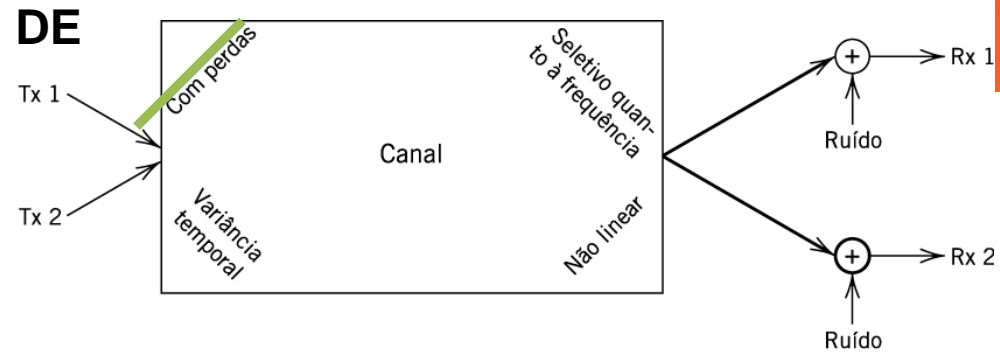 DE
Com perdas
Seletivo quan-
to à frequência
Tx 1
Rx 1
Ruído
Canal
Tx 2
Variância
temporal
Não linear
Rx 2
Ruído